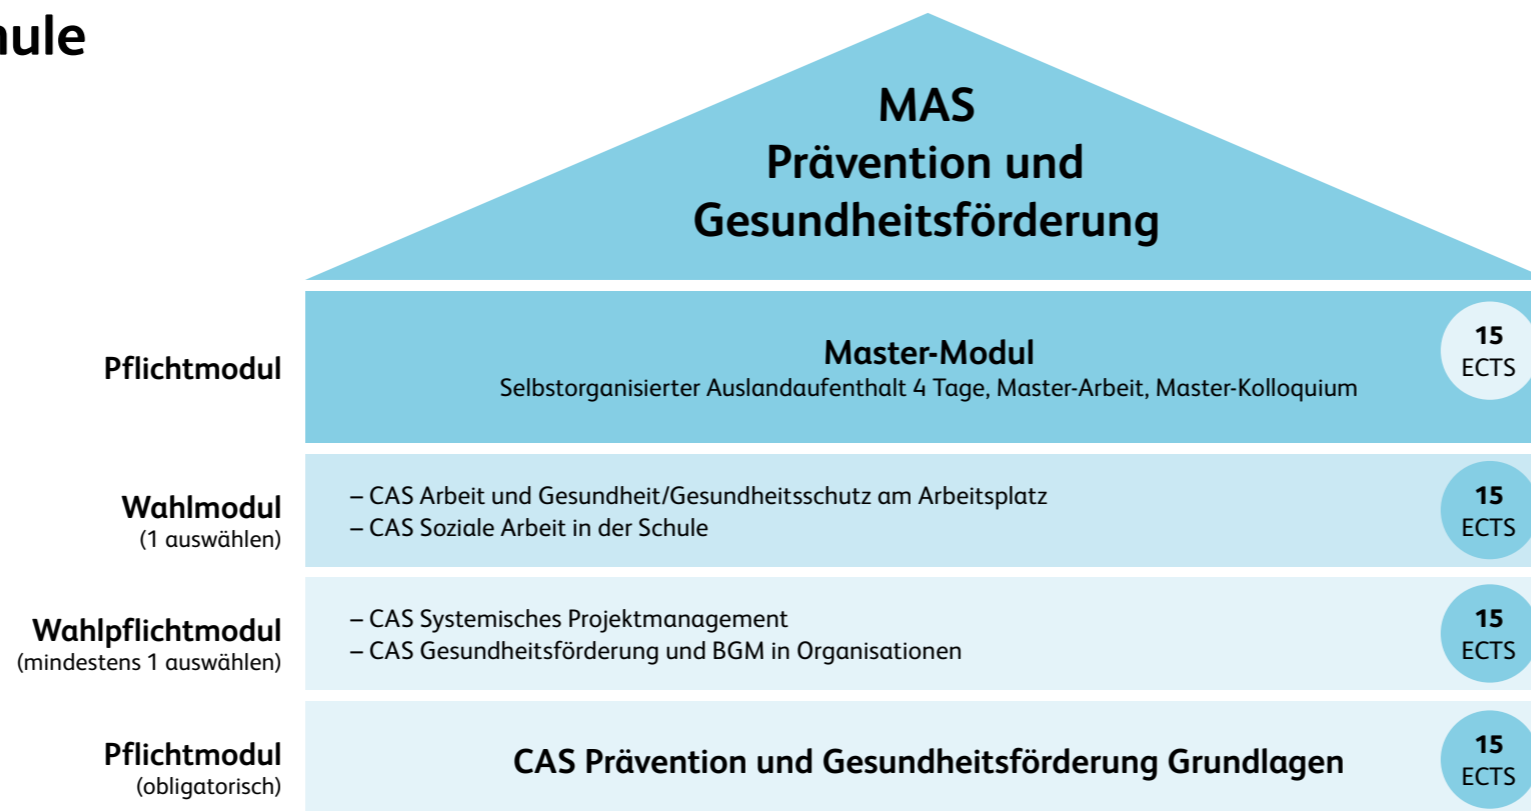 hule
MAS
Prävention und
Gesundheitsförderung
Pflichtmodul
Master-Modul
Selbstorganisierter Auslandaufenthalt 4 Tage, Master-Arbeit, Master-Kolloquium
15
ECTS
Wahlmodul
(1 auswählen)
– CAS Arbeit und Gesundheit/Gesundheitsschutz am Arbeitsplatz
– CAS Soziale Arbeit in der Schule
15
ECTS
Wahlpflichtmodul
(mindestens 1 auswählen)
– CAS Systemisches Projektmanagement
– CAS Gesundheitsförderung und BGM in Organisationen
15
ECTS
Pflichtmodul
(obligatorisch)
CAS Prävention und Gesundheitsförderung Grundlagen
15
ECTS